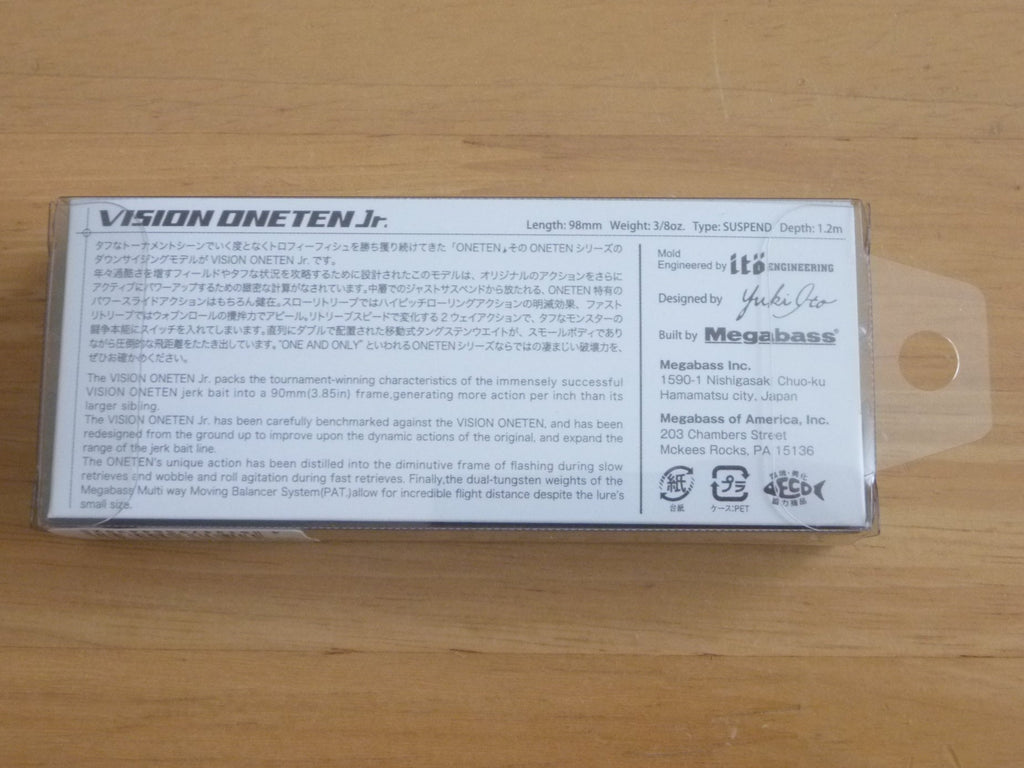 VISION ONETEN Jr.
Length: 98mm Weight: 3/8oz. Type: SUSPEND Depth: 1.2m
タフなトーナメントシーンでいく度となくトロフィーフィッシュを勝ち獲り続けてきた「ONETEN」。そのONETENシリーズの
ダウンサイジングモデルが VISION ONETEN Jr. です。
年々過酷さを増すフィールドやタフな状況を攻略するために設計されたこのモデルは、オリジナルのアクションをさらに
アクティブにパワーアップするための緻密な計算がなされています。中層でのジャストサスペンドから放たれる、ONETEN 特有の
パワースライドアクションはもちろん健在。スローリトリーブではハイピッチローリングアクションの明滅効果、ファスト
リトリーブではウォブンロールの攪拌力でアピール。リトリーブスピードで変化する2ウェイアクションで、タフなモンスターの
闘争本能にスイッチを入れてしまいます。直列にダブルで配置された移動式タングステンウエイトが、スモールボディでありな
がら圧倒的な飛距離をたたき出しています。"ONE AND ONLY" といわれるONETENシリーズならではの凄まじい破壊力を、
ぜひお確かめください。
The VISION ONETEN Jr. packs the tournament-winning characteristics of the immensely successful
VISION ONETEN jerk bait into a 90mm(3.85in) frame,generating more action per inch than its
larger sibling.
The VISION ONETEN Jr. has been carefully benchmarked against the VISION ONETEN, and has been
redesigned from the ground up to improve upon the dynamic actions of the original, and expand the
range of the jerk bait line.
The ONETEN's unique action has been distilled into the diminutive frame of flashing during slow
retrieves and wobble and roll agitation during fast retrieves. Finally,the dual-tungsten weights of the
Megabass Multi way Moving Balancer System(PAT.)allow for incredible flight distance despite the lure's
small size.
Mold
Engineered by itö ENGINEERING
Designed by Yuki Ito
Built by Megabass®
Megabass Inc.
1590-1 Nishigasaki Chuo-ku
Hamamatsu city, Japan
Megabass of America, Inc.
203 Chambers Street
Mckees Rocks, PA 15136
紙
台紙
プラ
ケース:PET
ECO